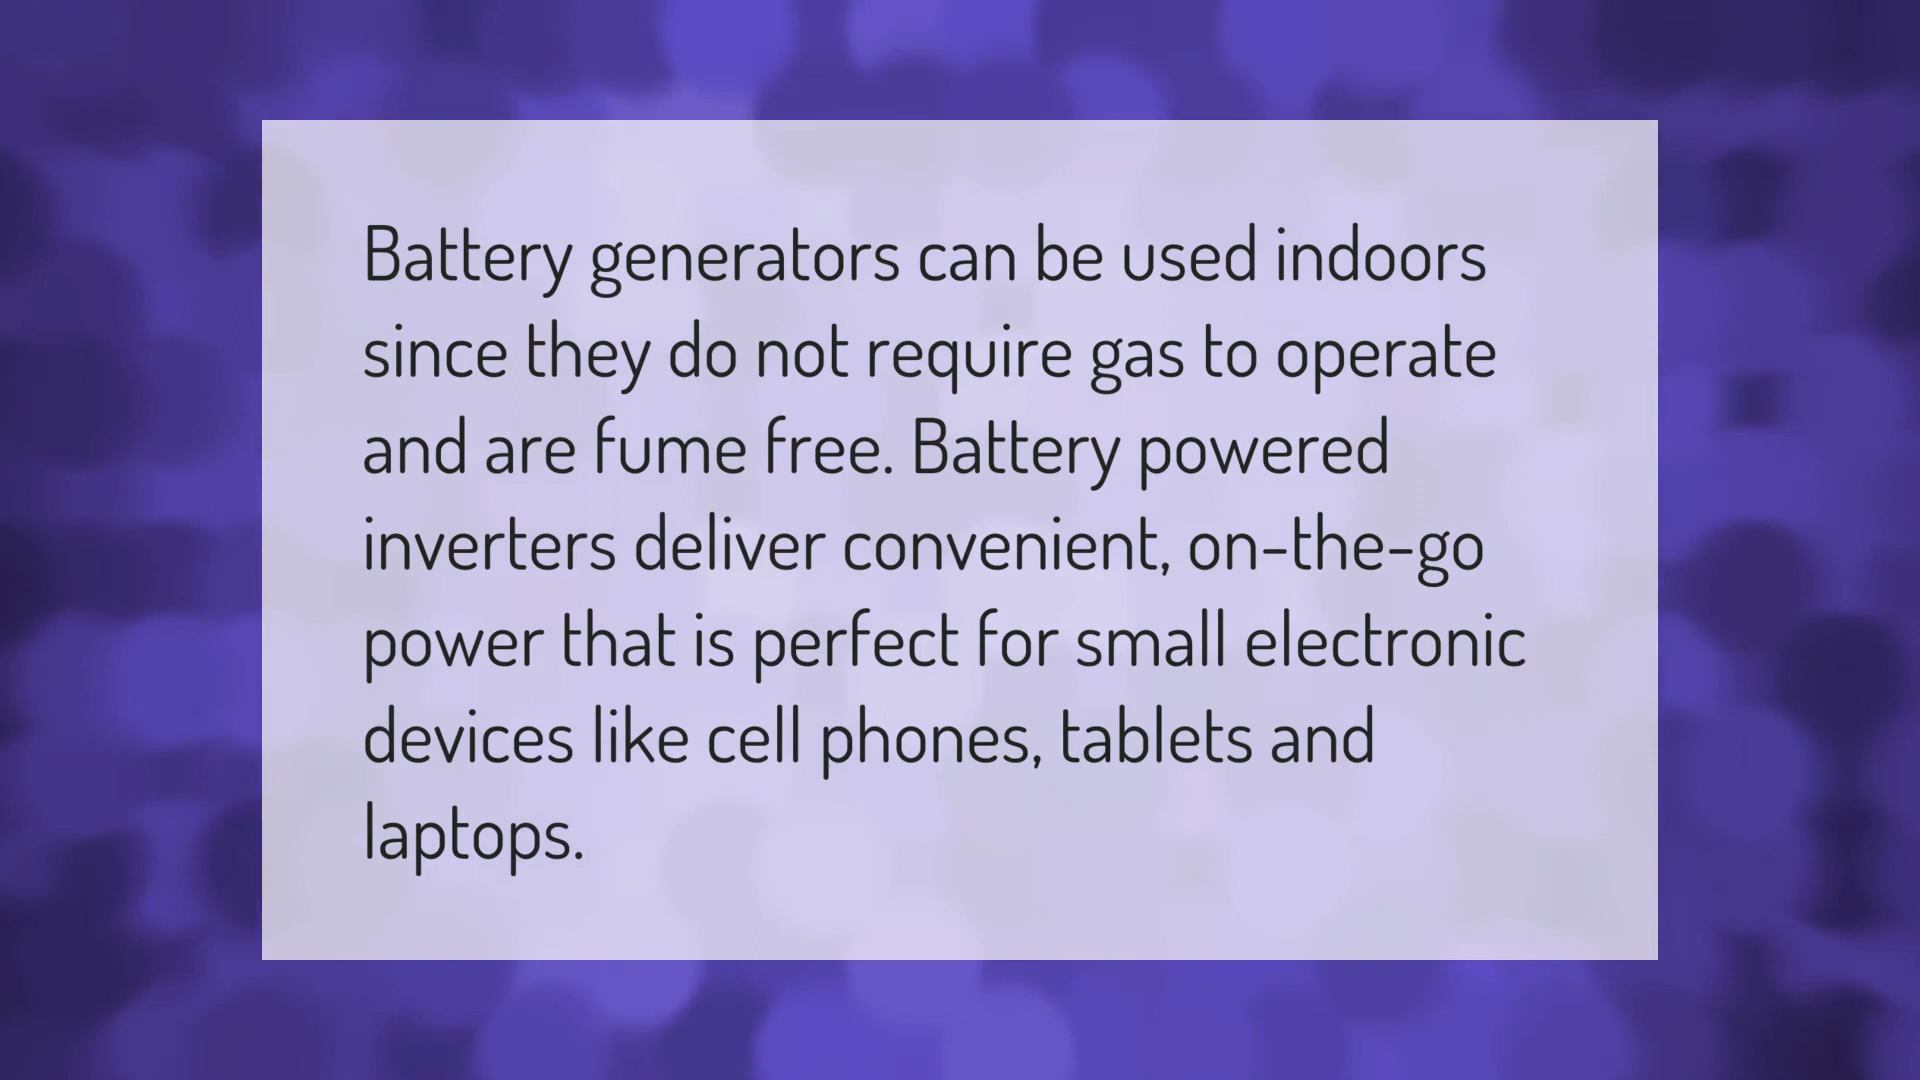 Battery generators can be used indoors
since they do not require gas to operate
and are fume free. Battery powered
inverters deliver convenient, on-the-go
power that is perfect for small electronic
devices like cell phones, tablets and
laptops.